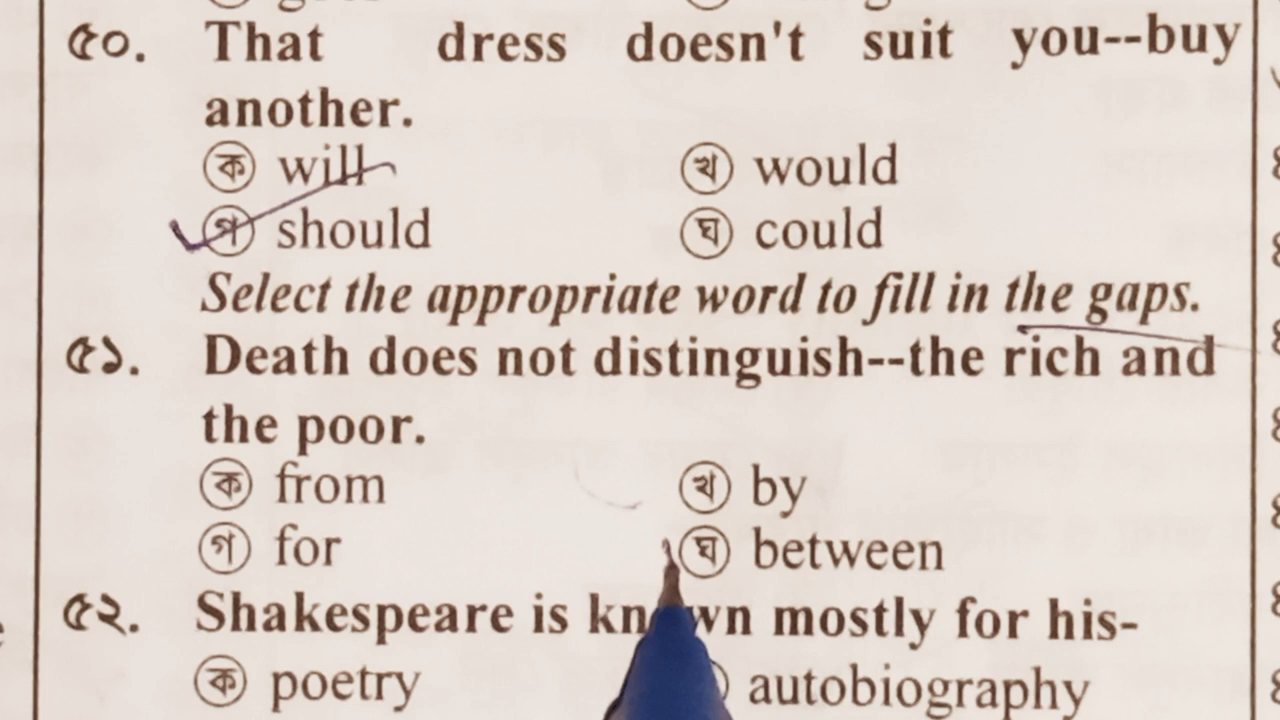 ৫০. That dress doesn't suit you--buy
another.
ক will খ would
গ should ঘ could
Select the appropriate word to fill in the gaps.
৫১. Death does not distinguish--the rich and
the poor.
ক from খ by
গ for ঘ between
৫২. Shakespeare is known mostly for his-
ক poetry autobiography